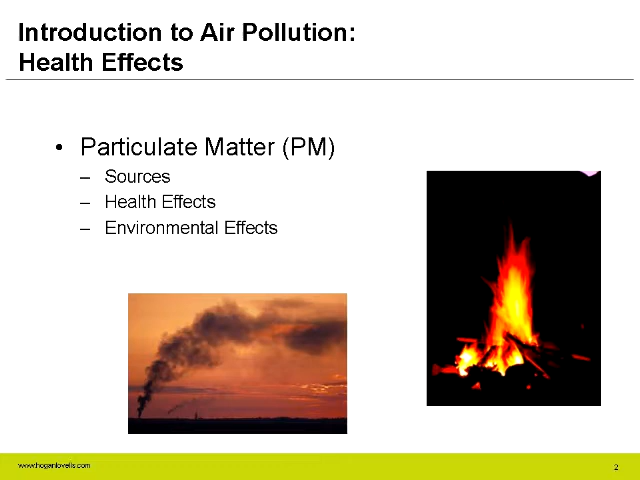 Introduction to Air Pollution:
Health Effects
• Particulate Matter (PM)
– Sources
– Health Effects
– Environmental Effects
www.hoganlovells.com
2